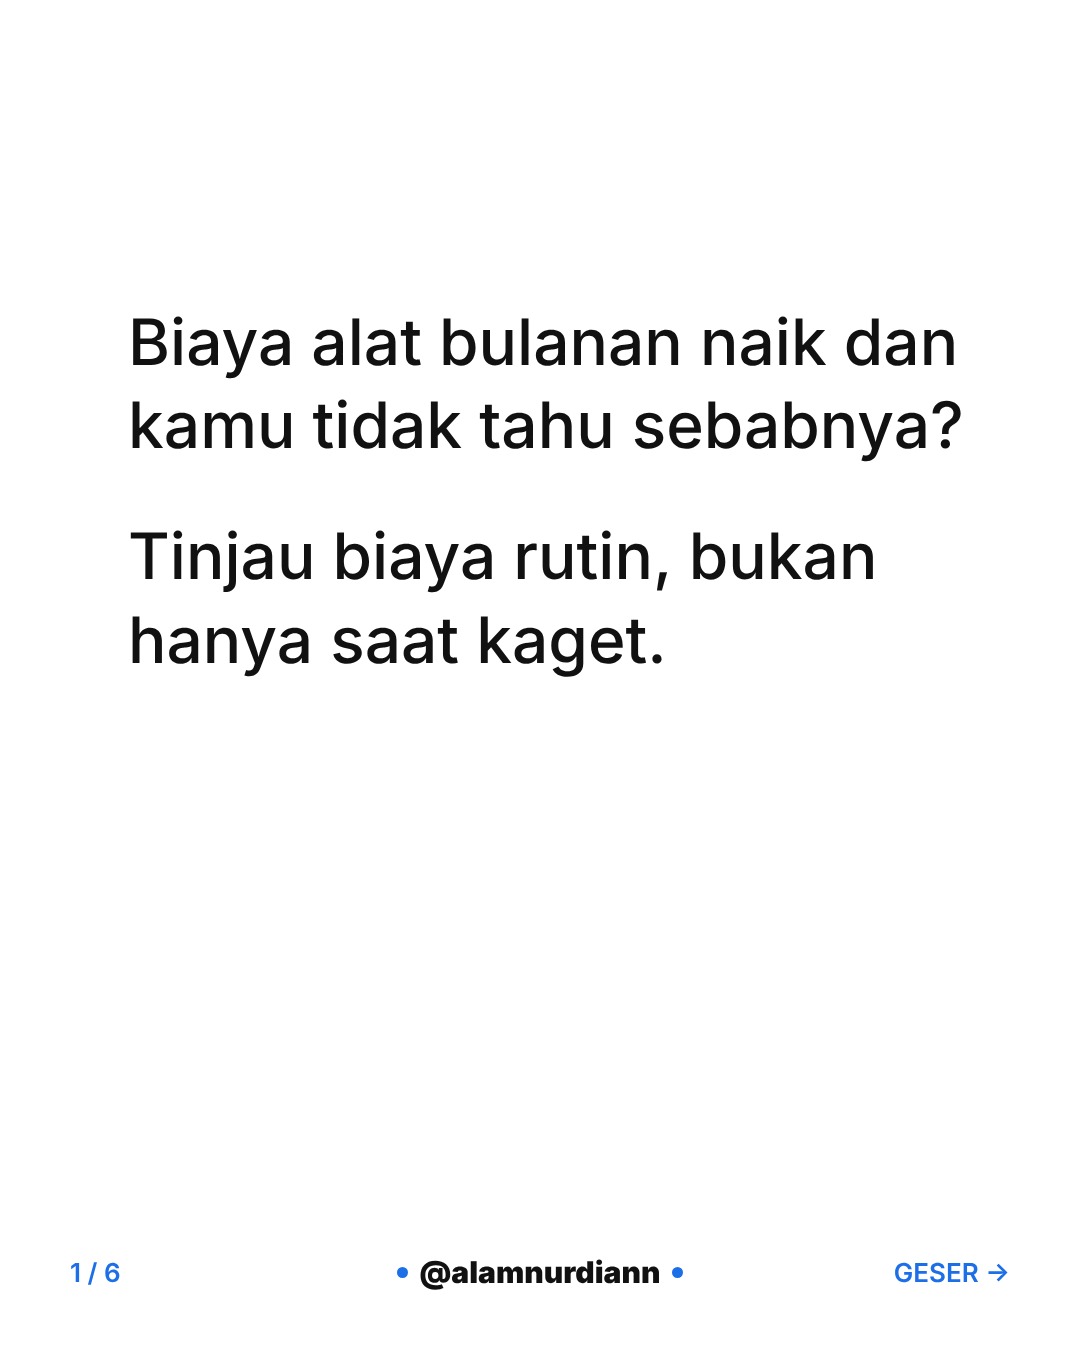 Biaya alat bulanan naik dan
kamu tidak tahu sebabnya?
Tinjau biaya rutin, bukan
hanya saat kaget.
1 / 6
• @alamnurdiann •
GESER →